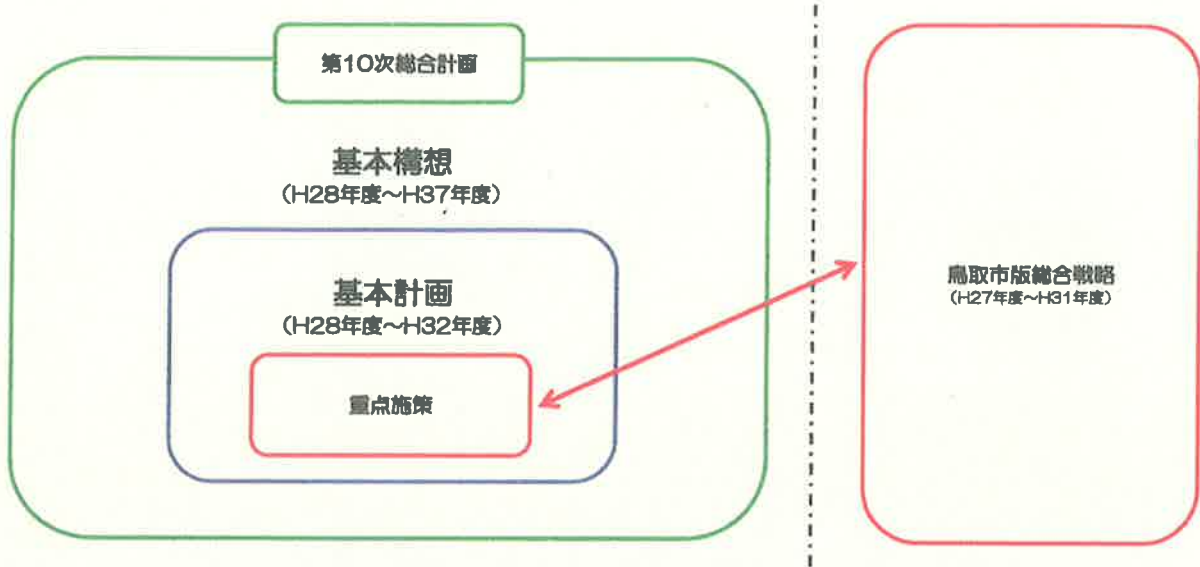 第10次総合計画
基本構想
(H28年度～H37年度)
基本計画
(H28年度～H32年度)
重点施策
鳥取市版総合戦略
(H27年度～H31年度)